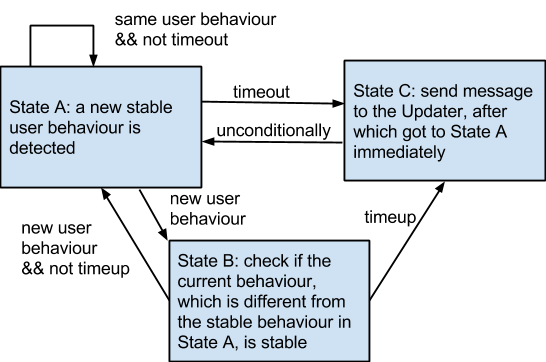 same user behaviour
&& not timeout
State A: a new stable
user behaviour is
detected
timeout
unconditionally
State C: send message
to the Updater, after
which got to State A
immediately
new user
behaviour
new user
behaviour
&& not timeup
timeup
State B: check if the
current behaviour,
which is different from
the stable behaviour in
State A, is stable